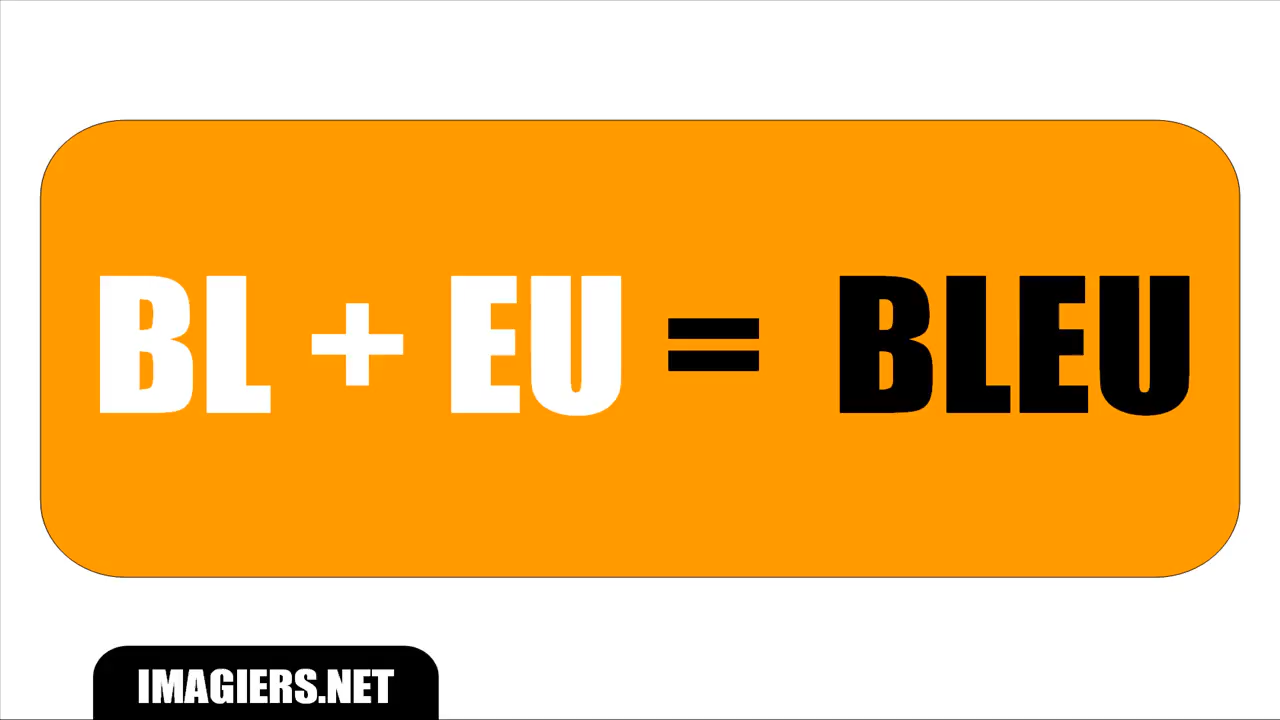 BL + EU = BLEU
IMAGIERS.NET